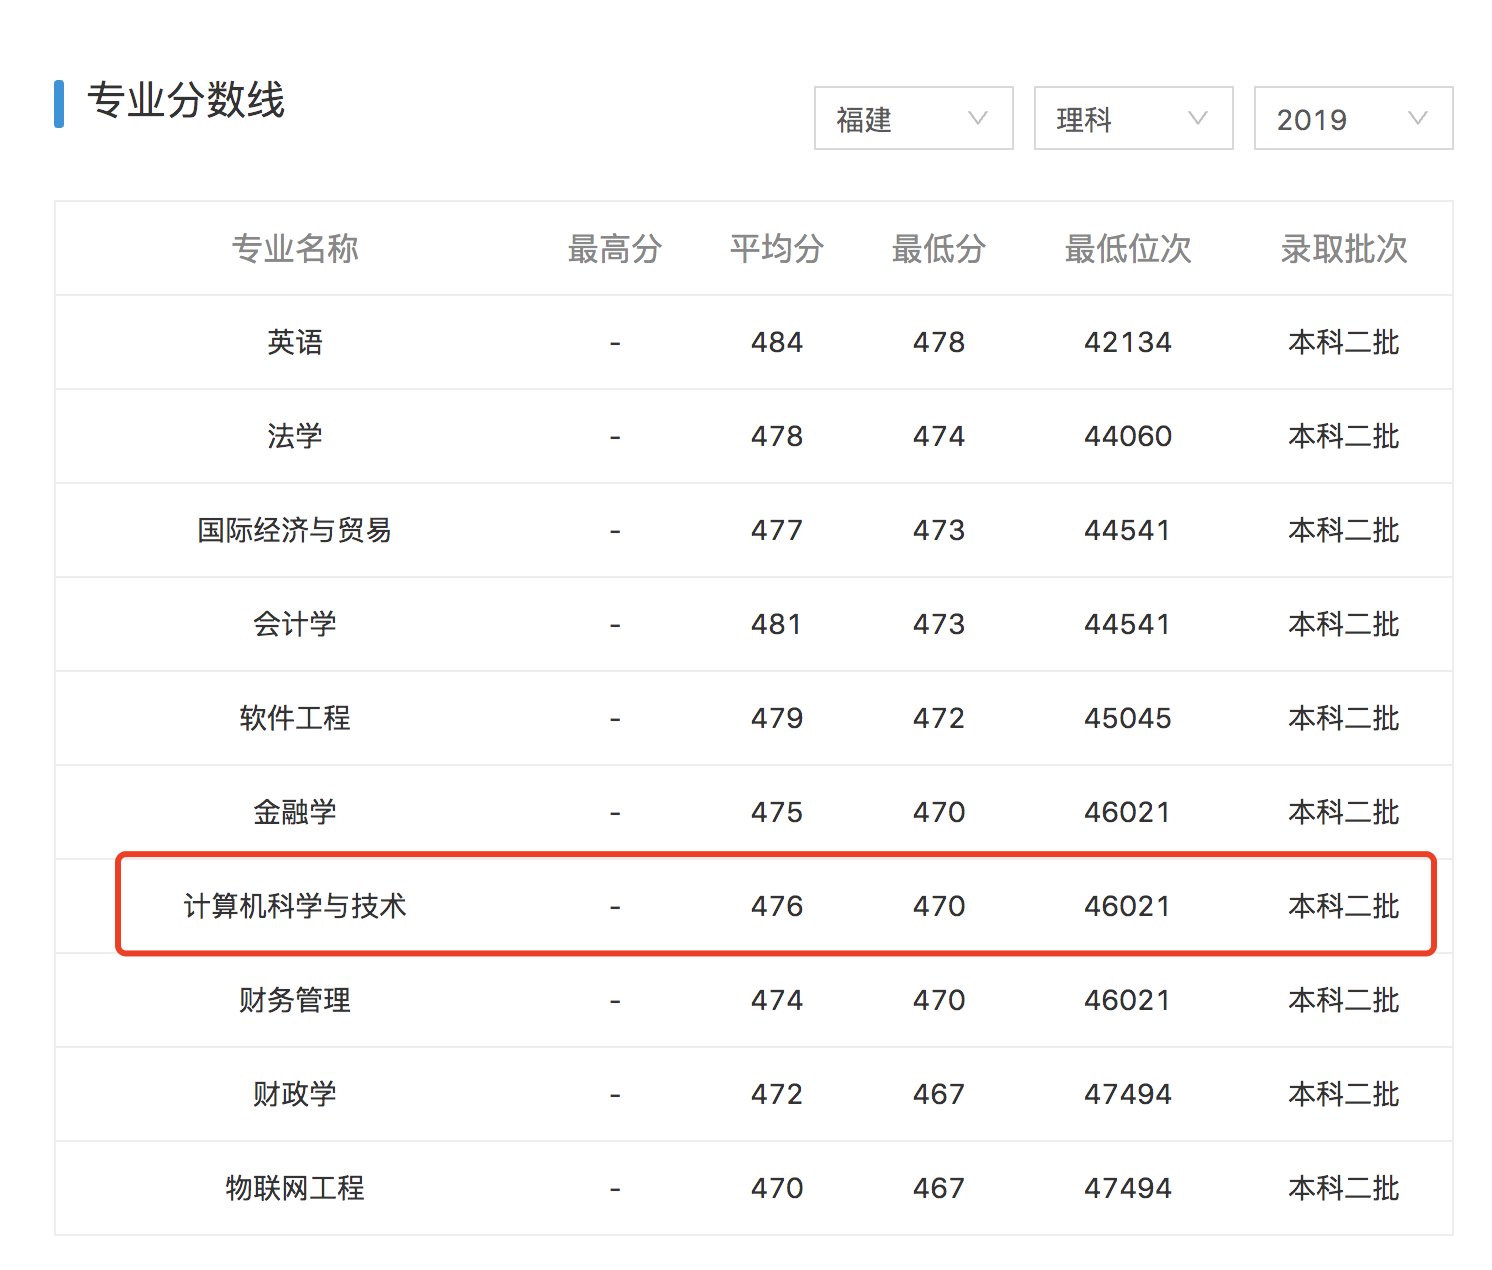 专业分数线
福建 理科 2019
专业名称 最高分 平均分 最低分 最低位次 录取批次
英语 - 484 478 42134 本科二批
法学 - 478 474 44060 本科二批
国际经济与贸易 - 477 473 44541 本科二批
会计学 - 481 473 44541 本科二批
软件工程 - 479 472 45045 本科二批
金融学 - 475 470 46021 本科二批
计算机科学与技术 - 476 470 46021 本科二批
财务管理 - 474 470 46021 本科二批
财政学 - 472 467 47494 本科二批
物联网工程 - 470 467 47494 本科二批